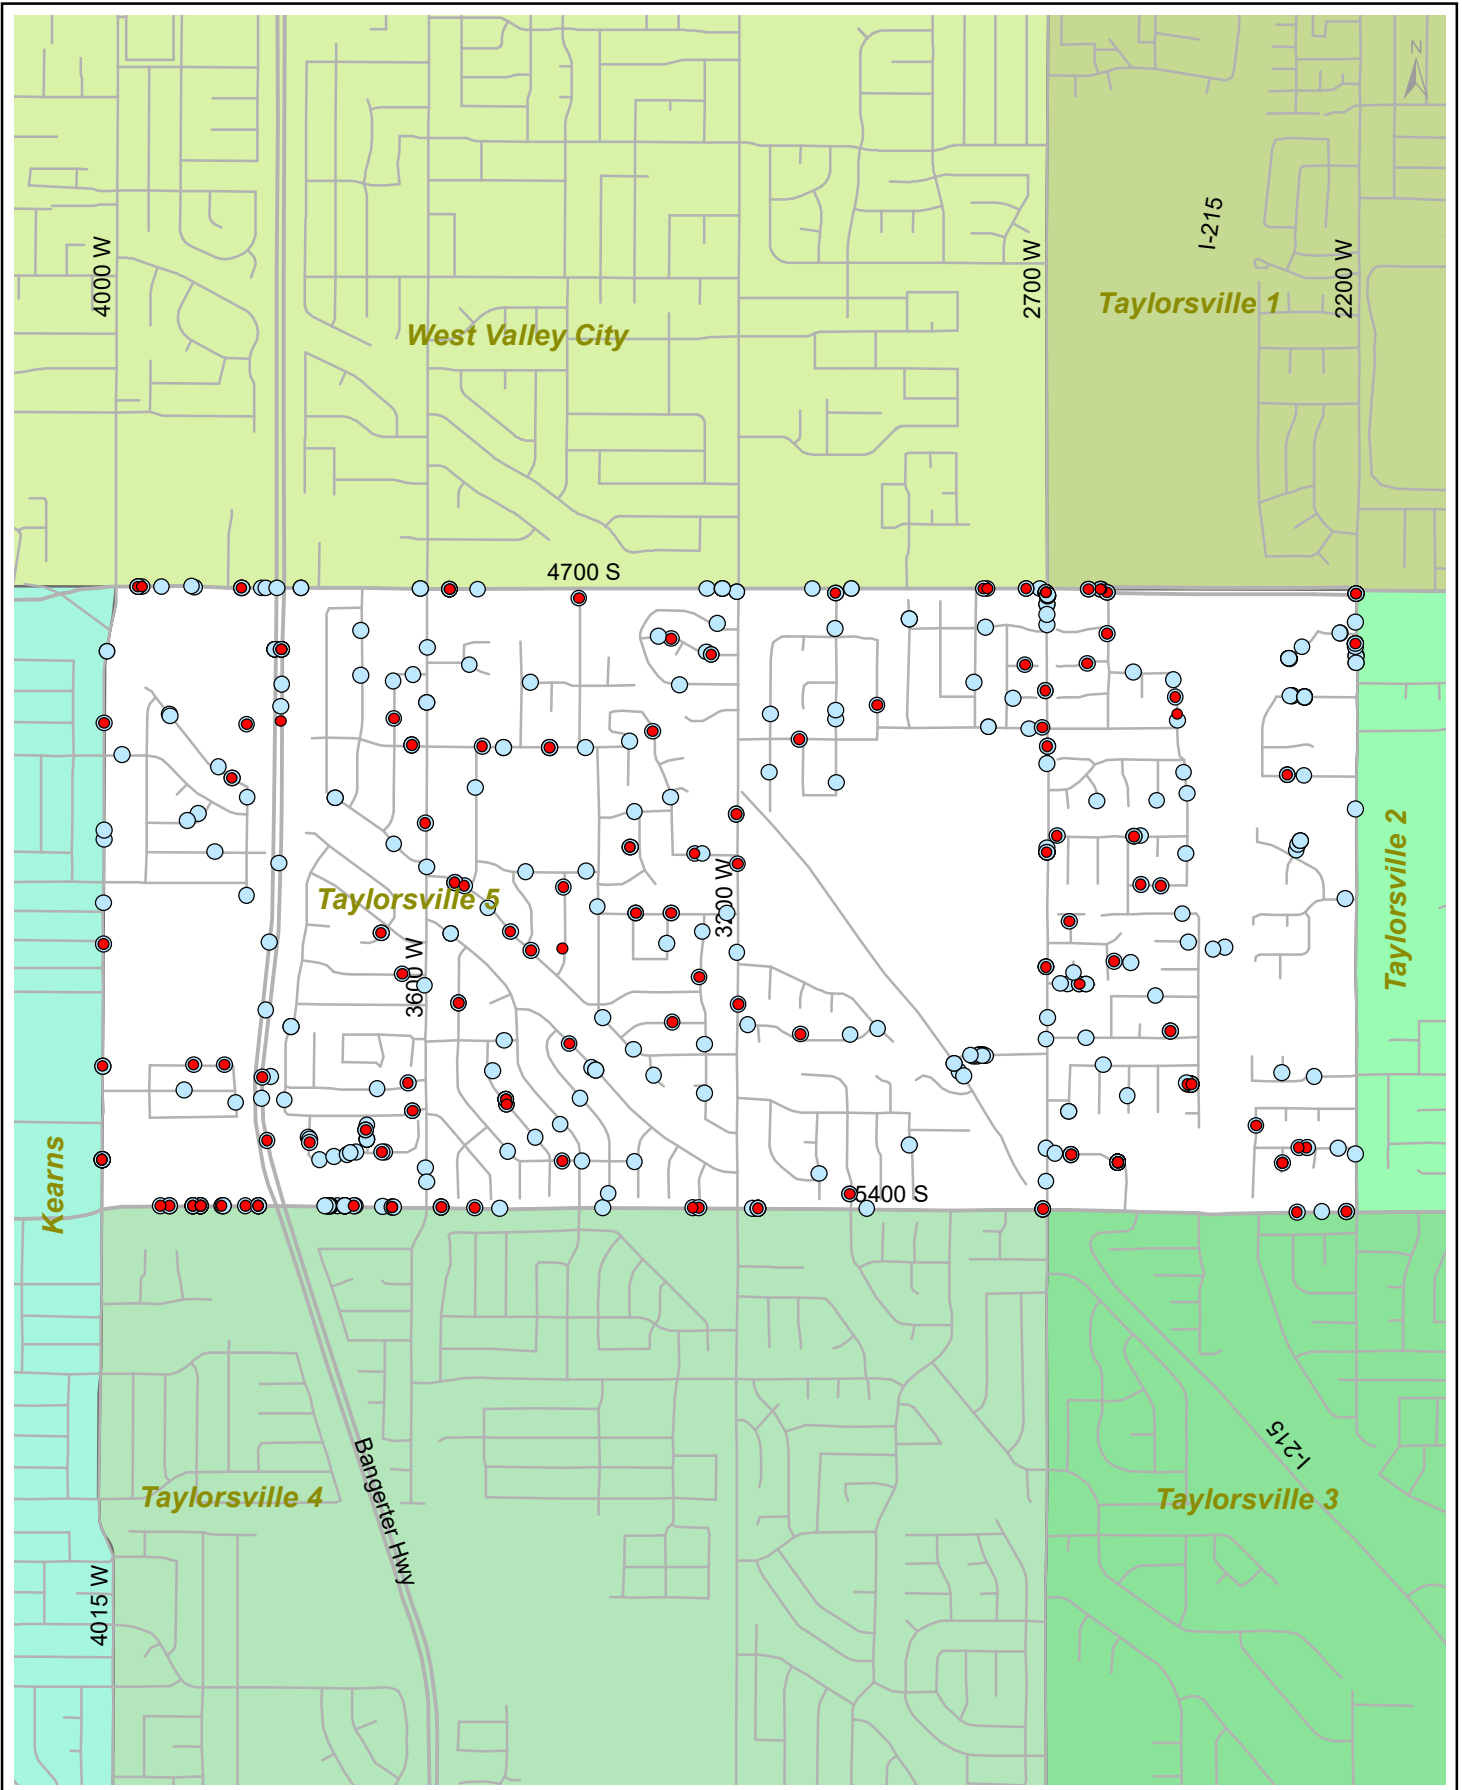 N
I-215
4000 W
2700 W
2200 W
Taylorsville 1
West Valley City
4700 S
Taylorsville 2
Taylorsville 5
3200 W
3600 W
Kearns
5400 S
I-215
Bangerter Hwy
Taylorsville 4
Taylorsville 3
4015 W